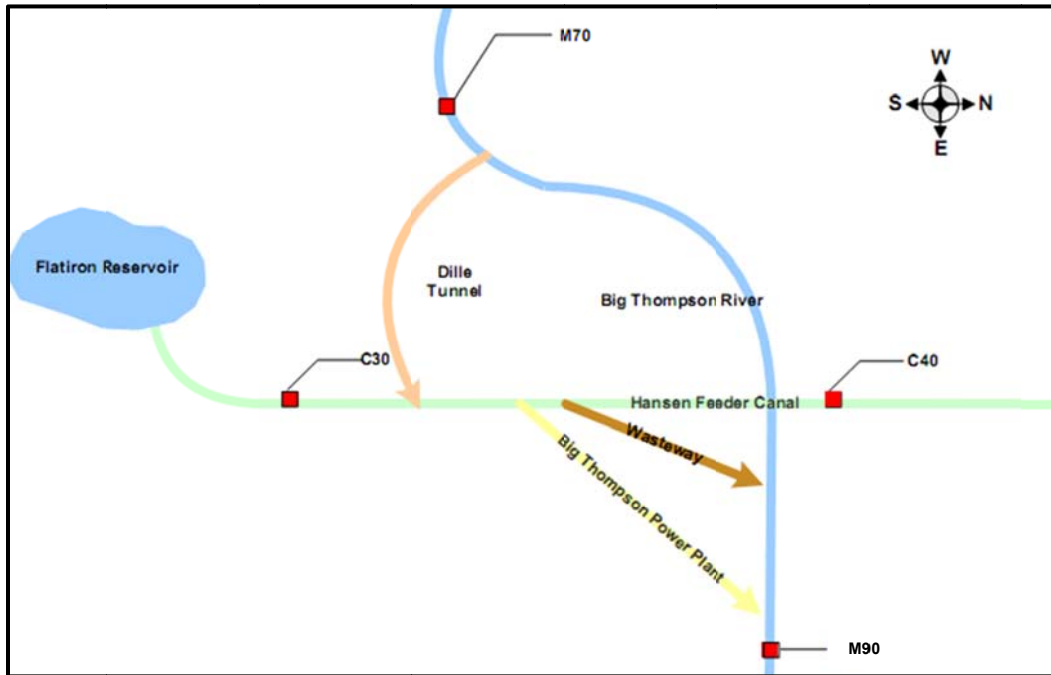 M70
W
S
N
E
Flatiron Reservoir
Dille
Tunnel
Big Thompson River
C30
C40
Hansen Feeder Canal
Wasteway
Big Thompson Power Plant
M90